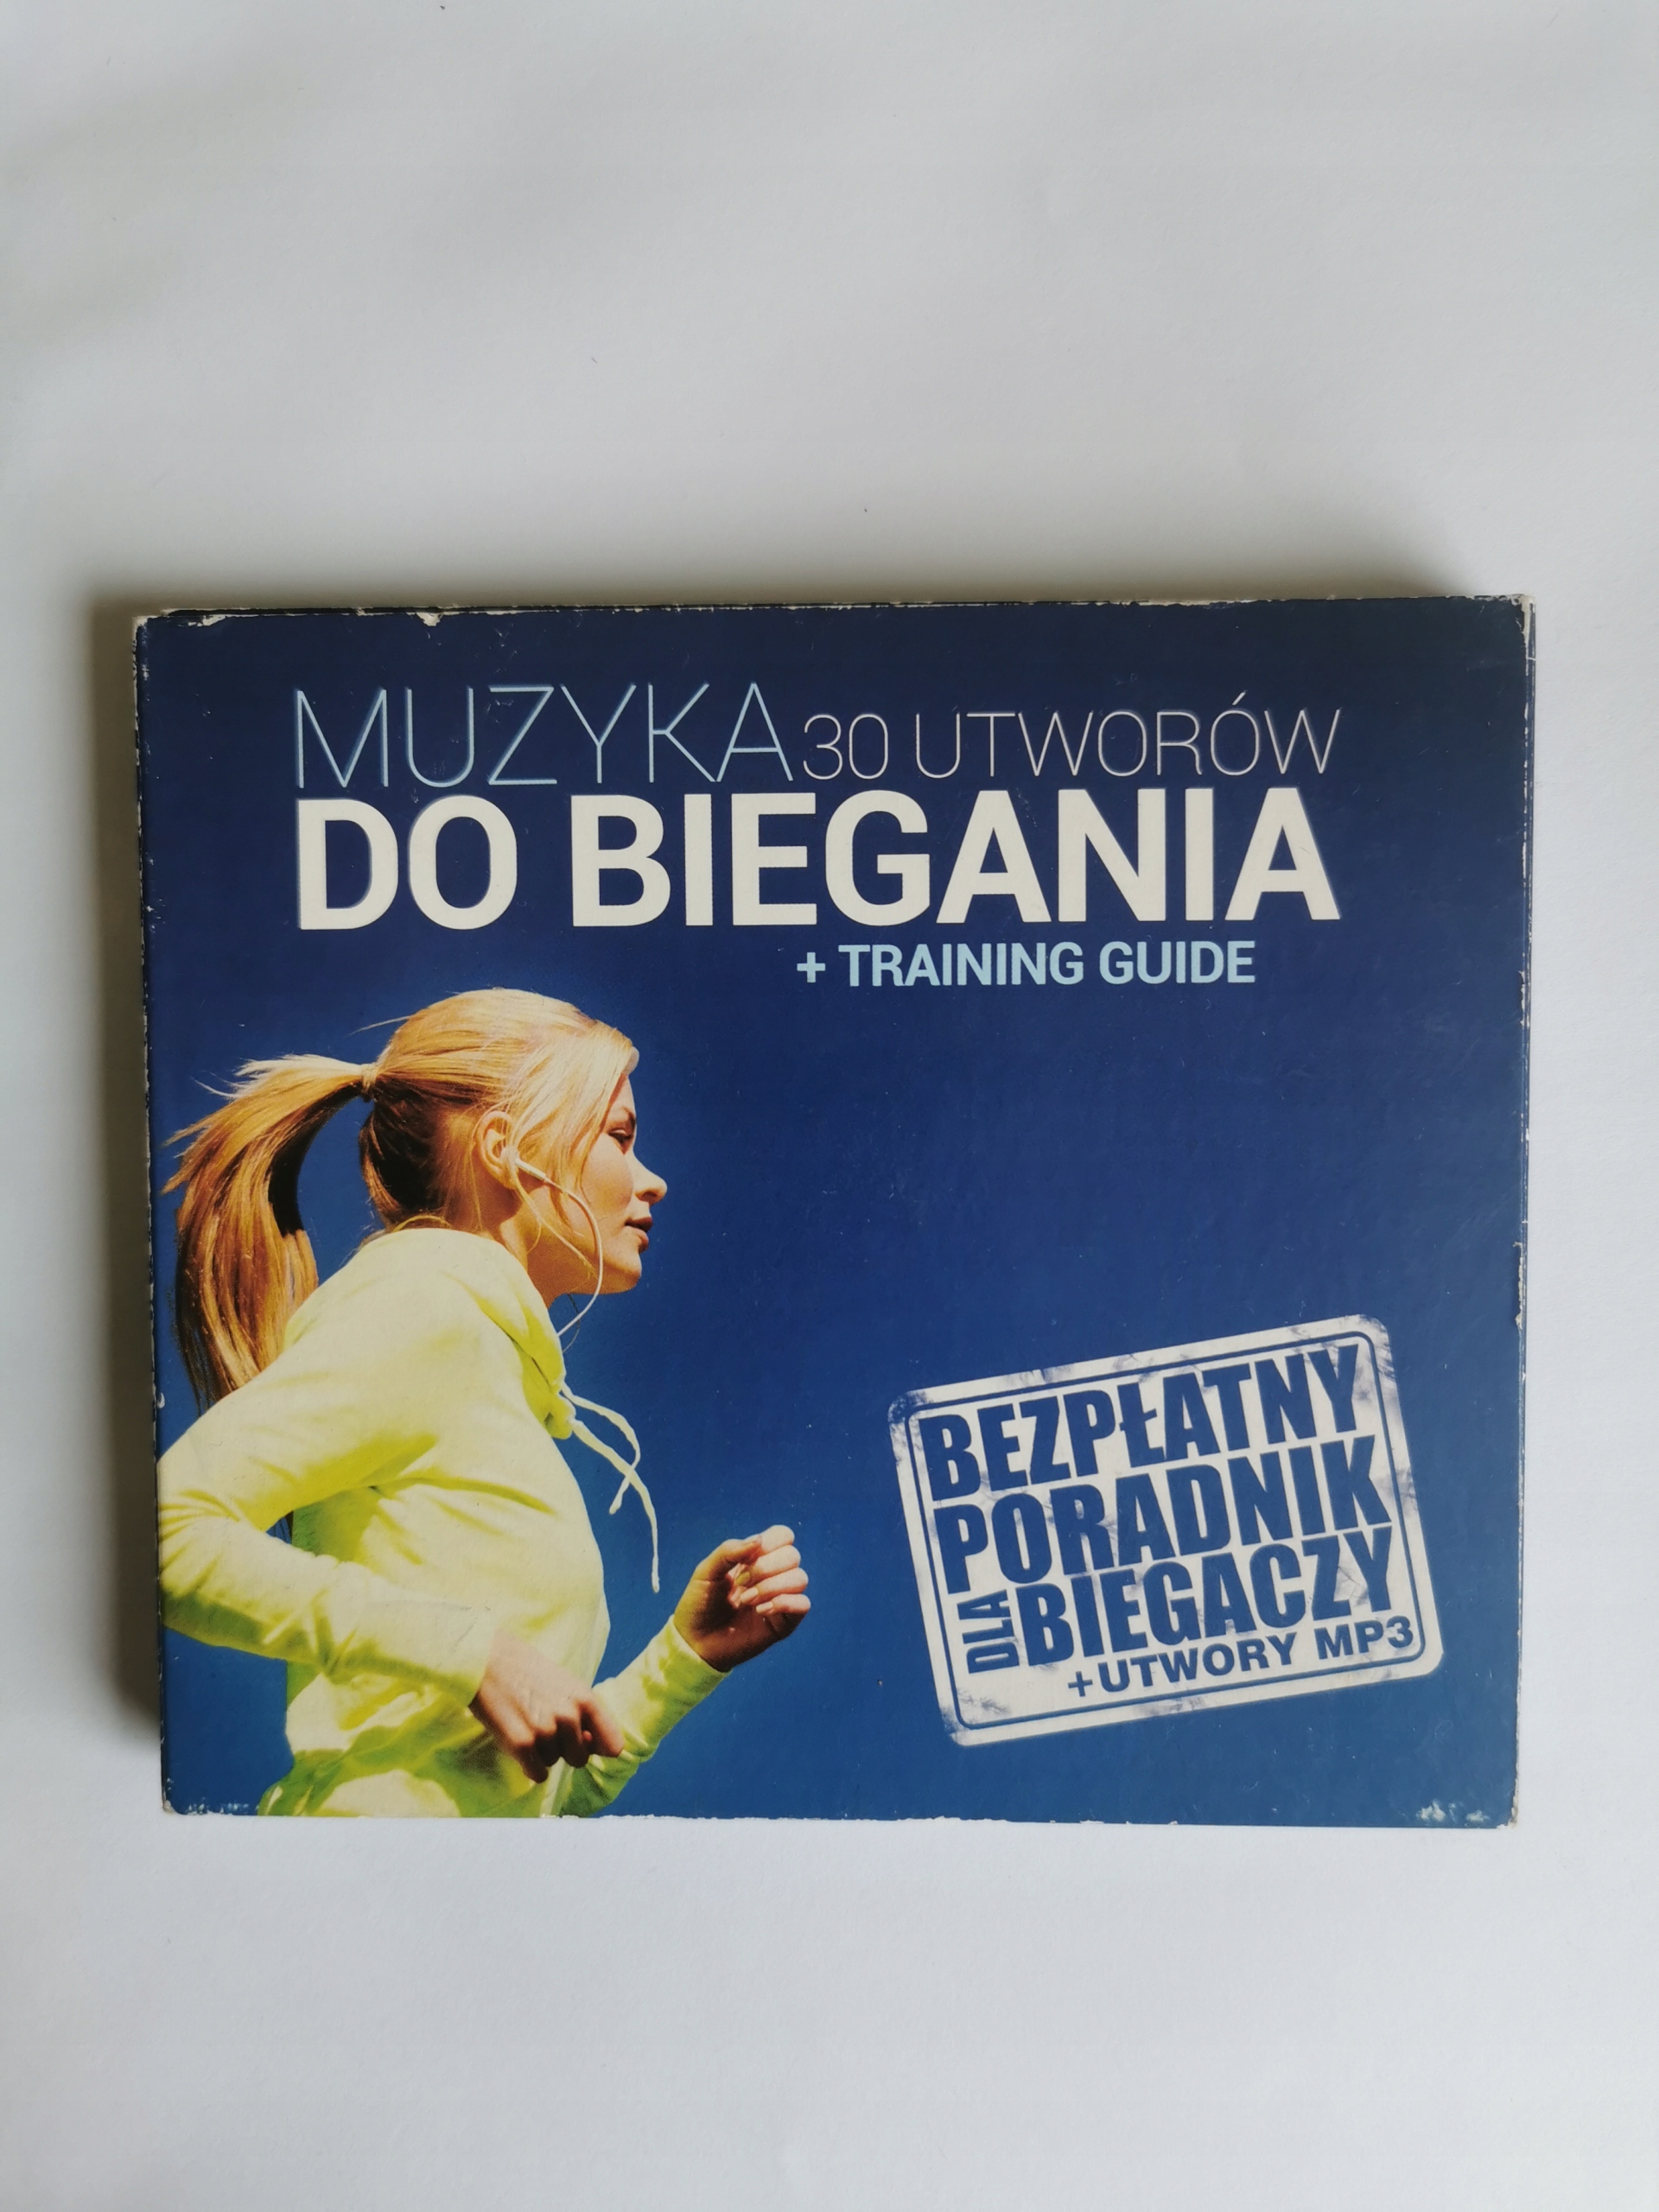 MUZYKA 30 UTWORÓW
DO BIEGANIA
+ TRAINING GUIDE
BEZPŁATNY
PORADNIK
DLA BIEGACZY
+UTWORY MP3